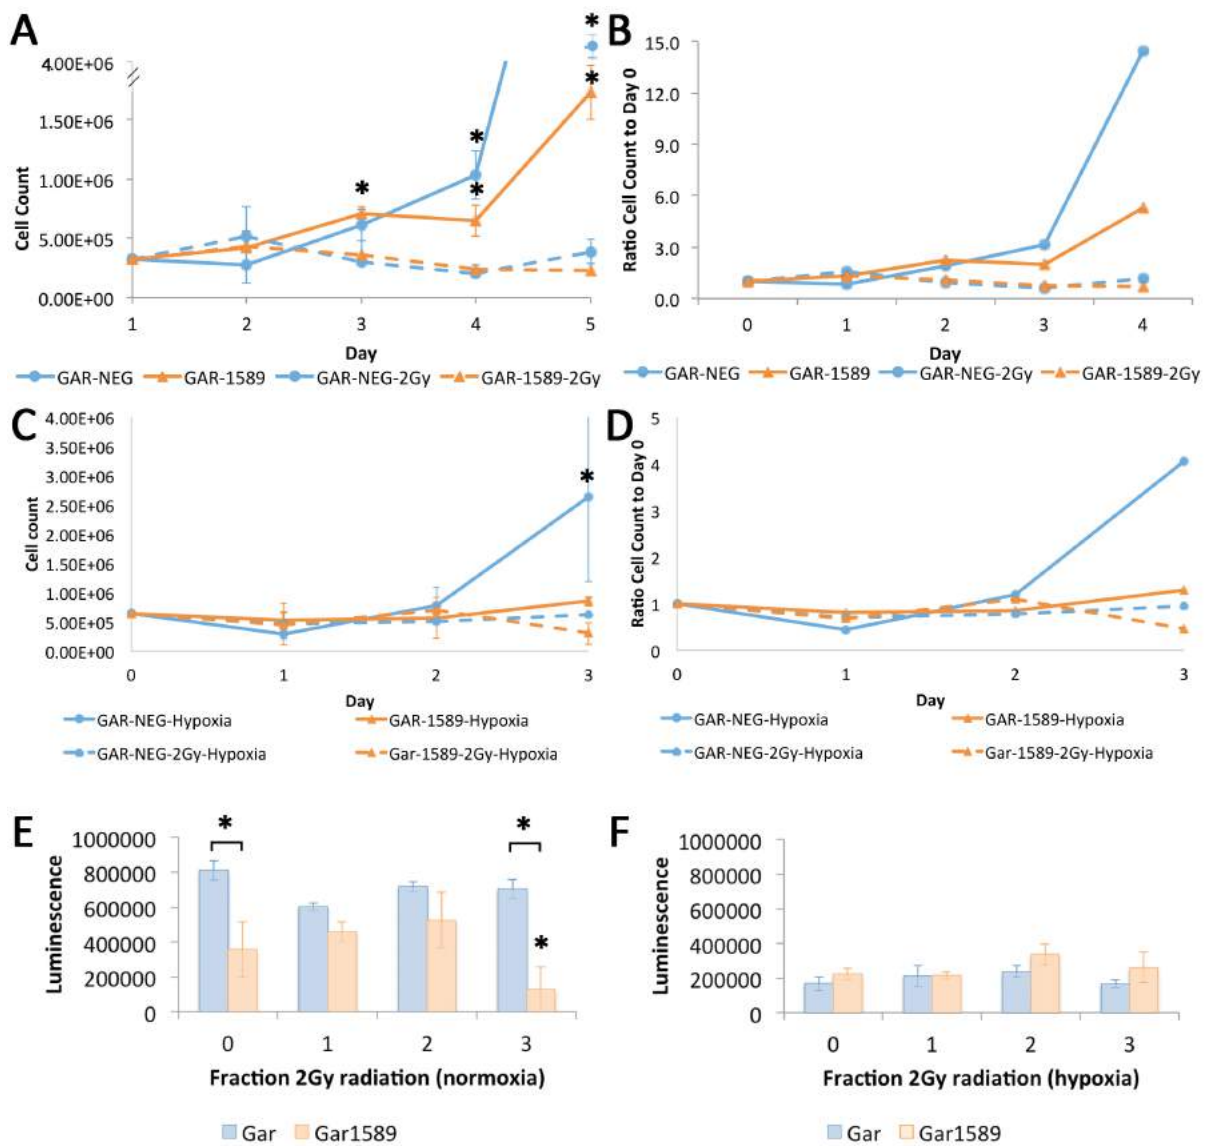 A
*
4.00E+06
*
*
1.50E+06
*
1.00E+06
*
5.00E+05
0.00E+00
Cell Count
1 2 3 4 5
Day
GAR-NEG GAR-1589 GAR-NEG-2Gy GAR-1589-2Gy
B
15.0
12.0
9.0
6.0
3.0
0.0
Ratio Cell Count to Day 0
0 1 2 3 4
Day
GAR-NEG GAR-1589 GAR-NEG-2Gy GAR-1589-2Gy
C
4.00E+06
3.50E+06
3.00E+06
*
2.50E+06
2.00E+06
1.50E+06
1.00E+06
5.00E+05
0.00E+00
Cell count
0 1 2 3
Day
GAR-NEG-Hypoxia GAR-1589-Hypoxia
GAR-NEG-2Gy-Hypoxia Gar-1589-2Gy-Hypoxia
D
5
4
3
2
1
0
Ratio Cell Count to Day 0
0 1 2 3
Day
GAR-NEG-Hypoxia GAR-1589-Hypoxia
GAR-NEG-2Gy-Hypoxia Gar-1589-2Gy-Hypoxia
E
* *
1000000
800000
600000
400000
*
200000
0
Luminescence
0 1 2 3
Fraction 2Gy radiation (normoxia)
Gar Gar1589
F
1000000
800000
600000
400000
200000
0
Luminescence
0 1 2 3
Fraction 2Gy radiation (hypoxia)
Gar Gar1589